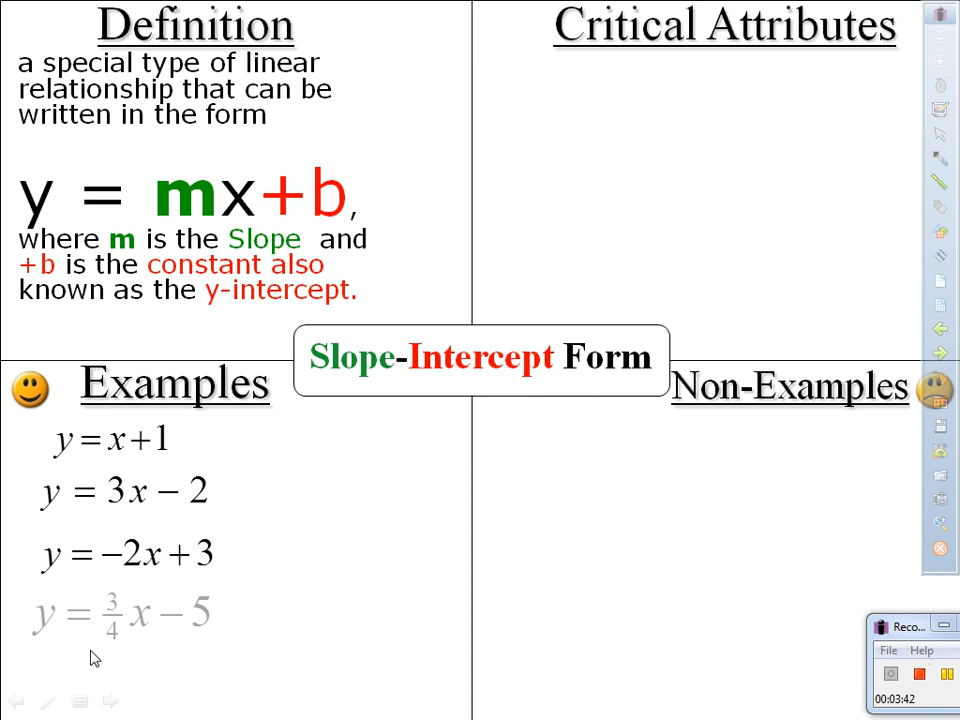 Definition
a special type of linear
relationship that can be
written in the form
y = mx+b,
where m is the Slope and
+b is the constant also
known as the y-intercept.
Critical Attributes
Slope-Intercept Form
Examples
y = x + 1
y = 3x − 2
y = −2x + 3
y = 3/4 x − 5
Non-Examples
Reco...
File Help
00:03:42